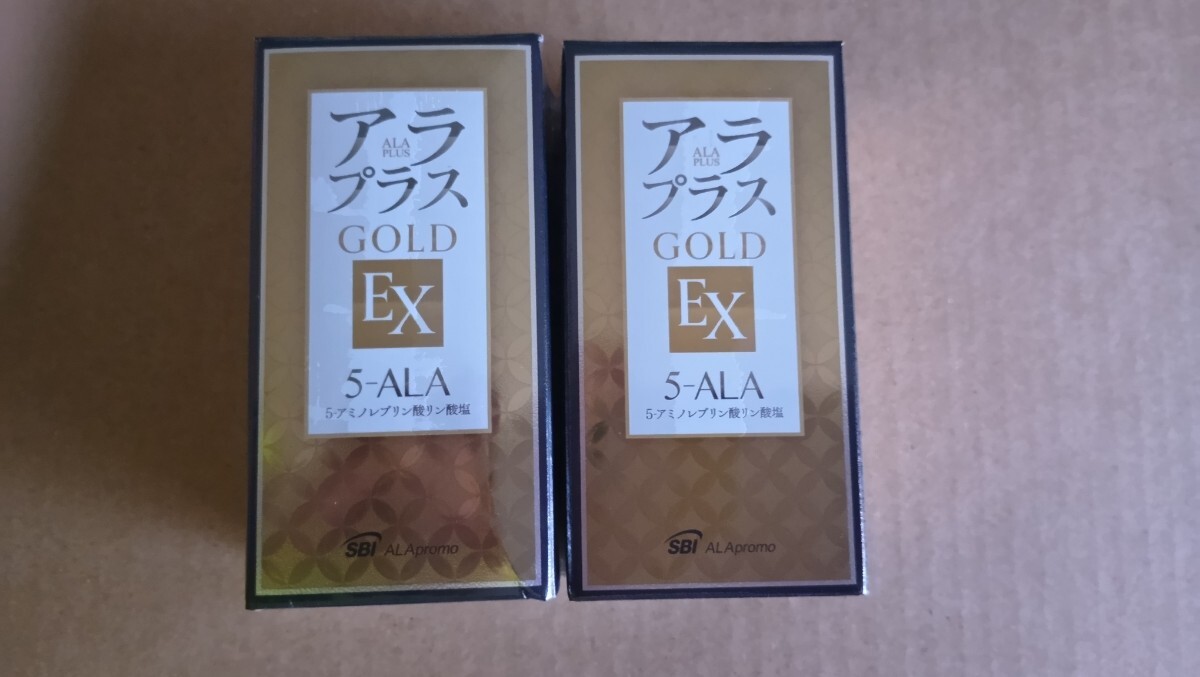 アラ
ALA
PLUS
プラス
GOLD
EX
5-ALA
5-アミノレブリン酸リン酸塩
SBI ALApromo
アラ
ALA
PLUS
プラス
GOLD
EX
5-ALA
5-アミノレブリン酸リン酸塩
SBI ALApromo